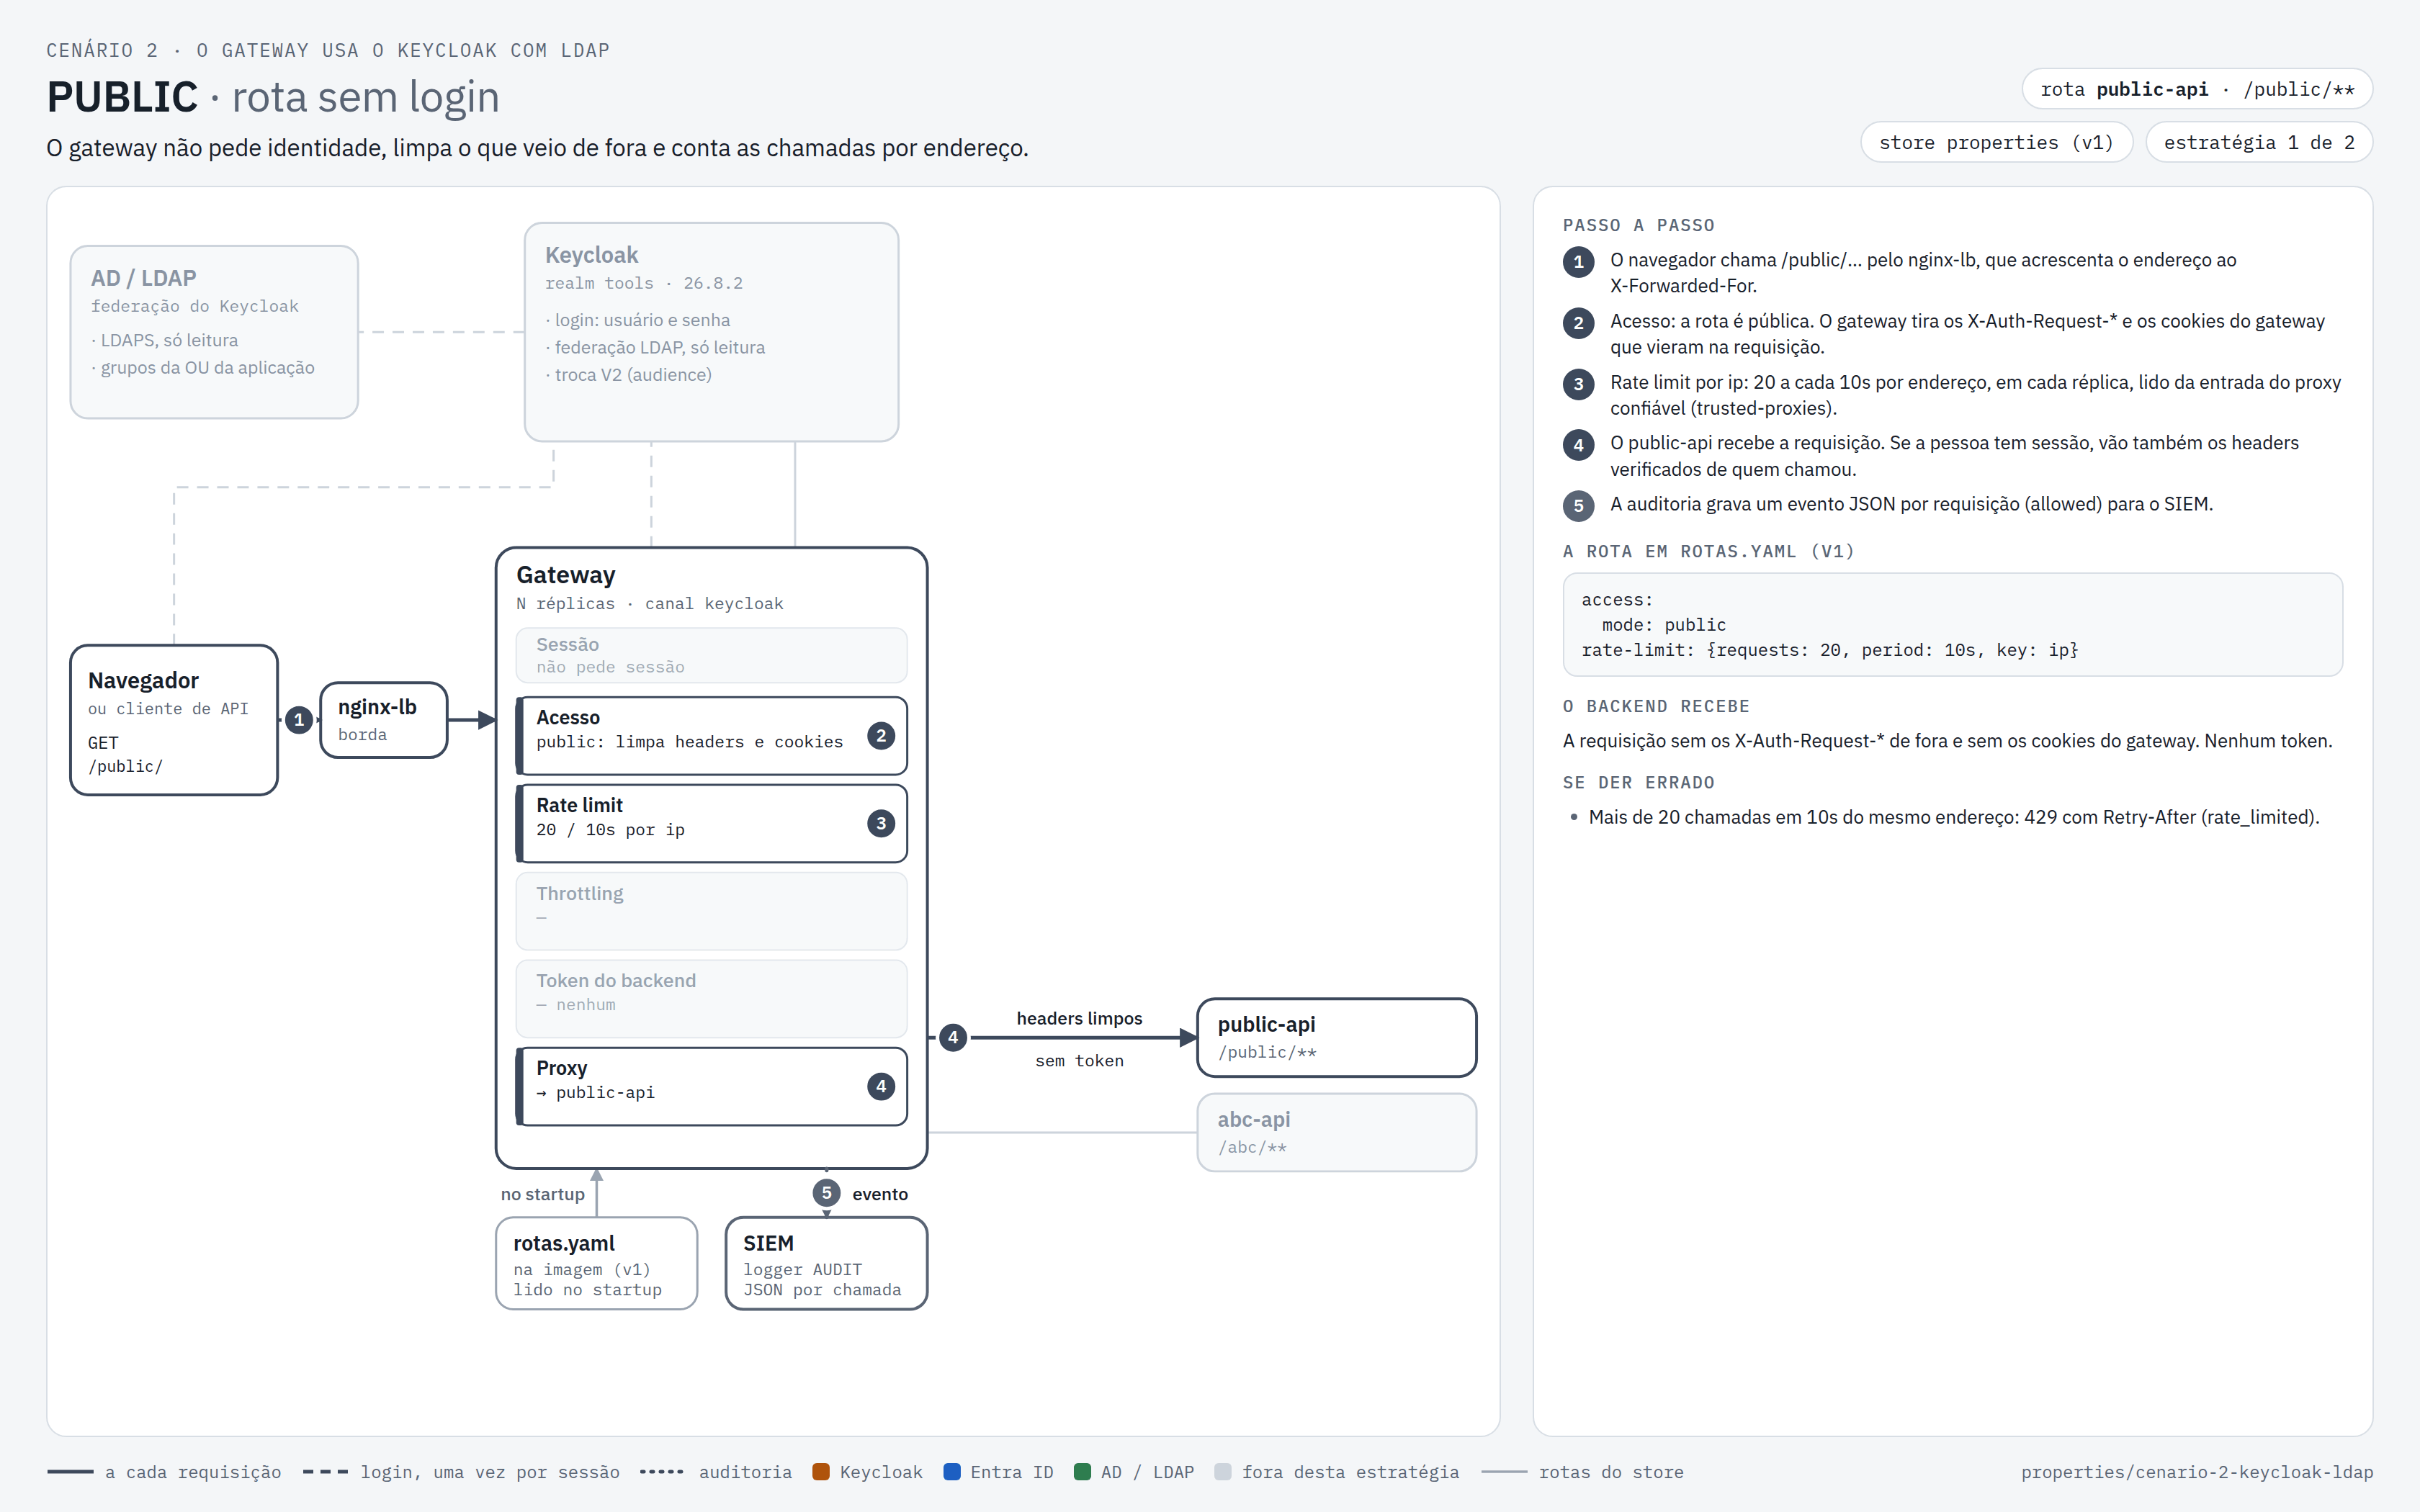 CENÁRIO 2 · O GATEWAY USA O KEYCLOAK COM LDAP
PUBLIC · rota sem login
O gateway não pede identidade, limpa o que veio de fora e conta as chamadas por endereço.
rota public-api · /public/**
store properties (v1)
estratégia 1 de 2
AD / LDAP
federação do Keycloak
· LDAPS, só leitura
· grupos da OU da aplicação
Keycloak
realm tools · 26.8.2
· login: usuário e senha
· federação LDAP, só leitura
· troca V2 (audience)
Navegador
ou cliente de API
GET
/public/
1
nginx-lb
borda
Gateway
N réplicas · canal keycloak
Sessão
não pede sessão
Acesso
public: limpa headers e cookies
2
Rate limit
20 / 10s por ip
3
Throttling
—
Token do backend
— nenhum
Proxy
→ public-api
4
4
headers limpos
sem token
public-api
/public/**
abc-api
/abc/**
no startup
5
evento
rotas.yaml
na imagem (v1)
lido no startup
SIEM
logger AUDIT
JSON por chamada
PASSO A PASSO
1 O navegador chama /public/... pelo nginx-lb, que acrescenta o endereço ao
X-Forwarded-For.
2 Acesso: a rota é pública. O gateway tira os X-Auth-Request-* e os cookies do gateway
que vieram na requisição.
3 Rate limit por ip: 20 a cada 10s por endereço, em cada réplica, lido da entrada do proxy
confiável (trusted-proxies).
4 O public-api recebe a requisição. Se a pessoa tem sessão, vão também os headers
verificados de quem chamou.
5 A auditoria grava um evento JSON por requisição (allowed) para o SIEM.
A ROTA EM ROTAS.YAML (V1)
access:
  mode: public
rate-limit: {requests: 20, period: 10s, key: ip}
O BACKEND RECEBE
A requisição sem os X-Auth-Request-* de fora e sem os cookies do gateway. Nenhum token.
SE DER ERRADO
• Mais de 20 chamadas em 10s do mesmo endereço: 429 com Retry-After (rate_limited).
a cada requisição
login, uma vez por sessão
auditoria
Keycloak
Entra ID
AD / LDAP
fora desta estratégia
rotas do store
properties/cenario-2-keycloak-ldap